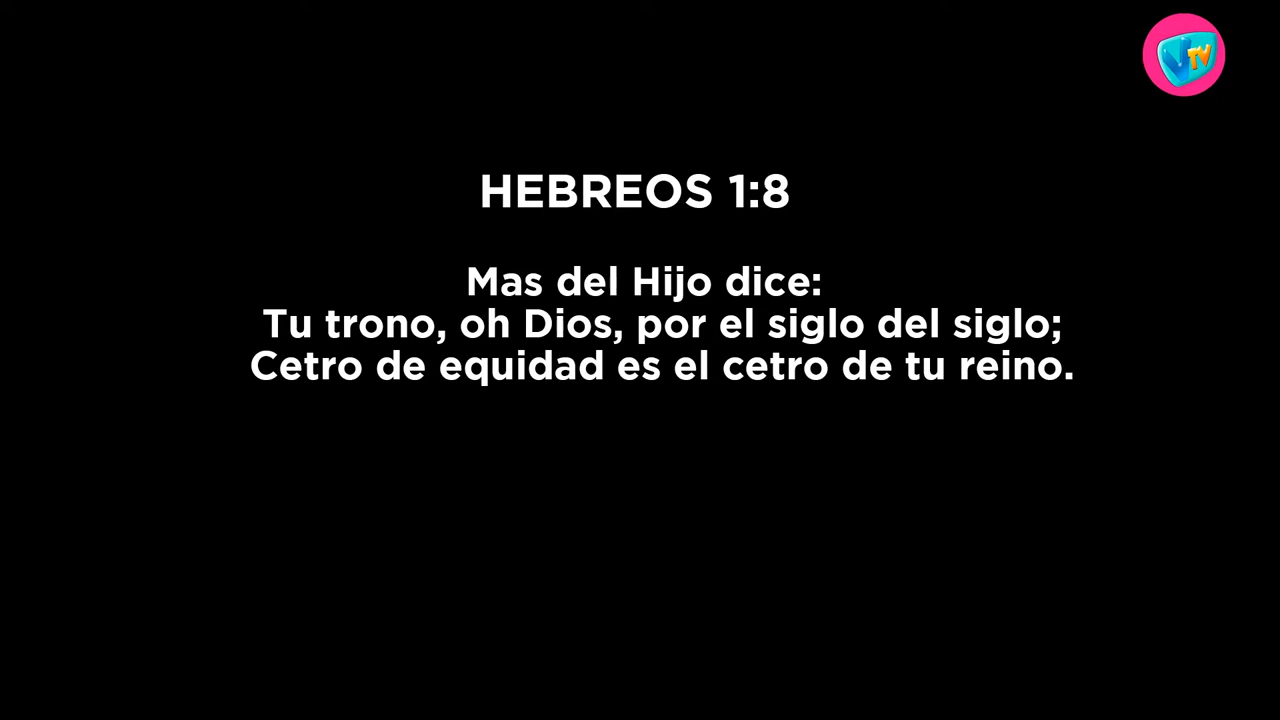 TV
HEBREOS 1:8
Mas del Hijo dice:
Tu trono, oh Dios, por el siglo del siglo;
Cetro de equidad es el cetro de tu reino.